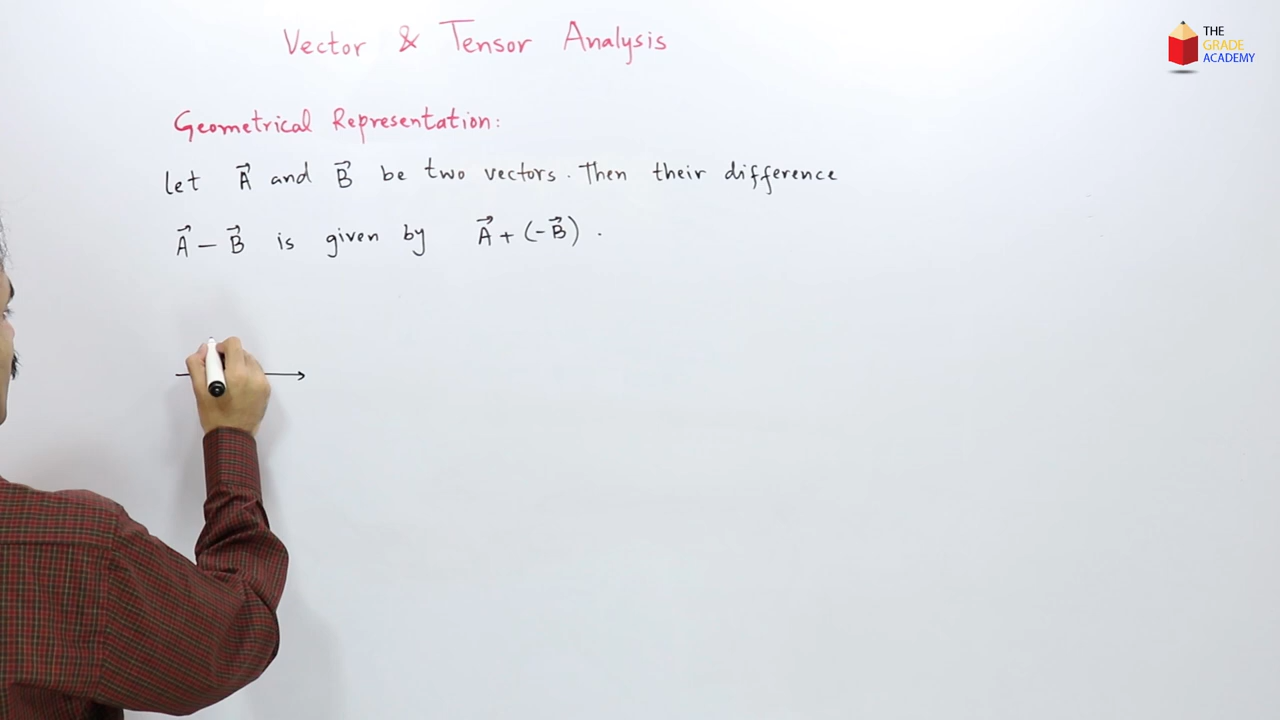 Vector & Tensor Analysis
THE
GRADE
ACADEMY
Geometrical Representation:
Let A⃗ and B⃗ be two vectors. Then their difference
A⃗ – B⃗ is given by A⃗ + (-B⃗) .